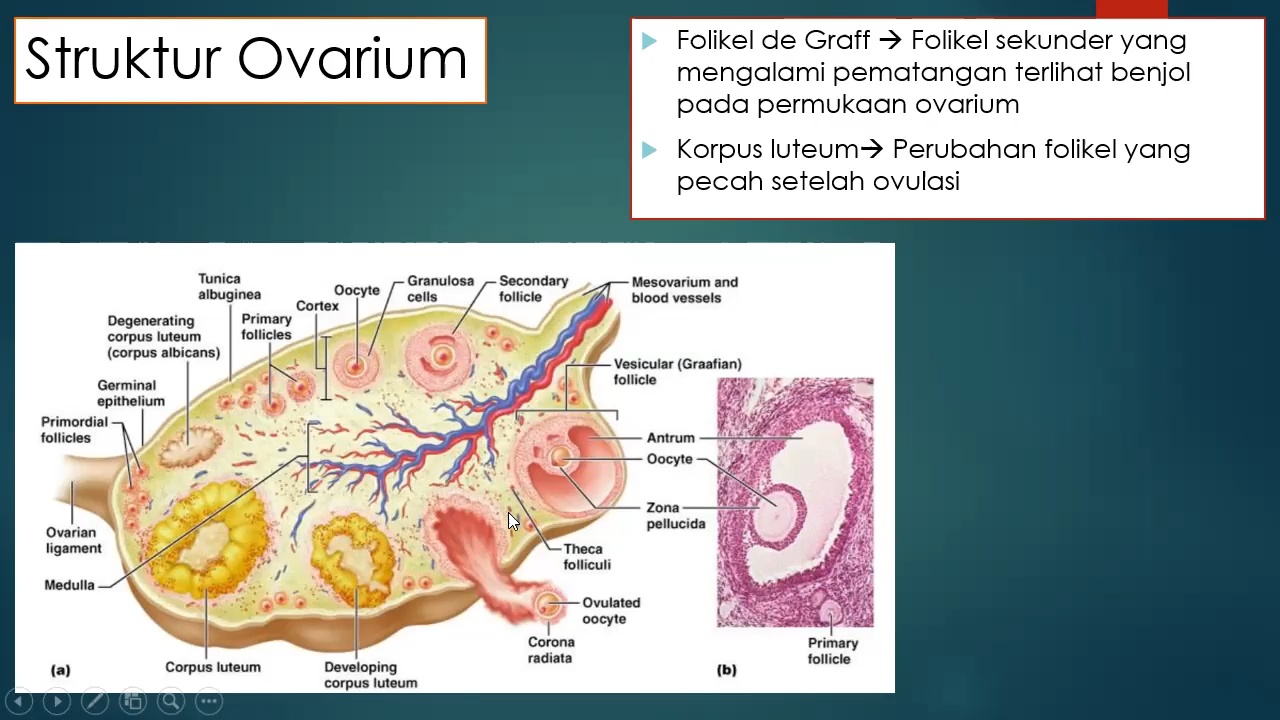 Struktur Ovarium
Folikel de Graff → Folikel sekunder yang
mengalami pematangan terlihat benjol
pada permukaan ovarium
Korpus luteum→ Perubahan folikel yang
pecah setelah ovulasi
Tunica
albuginea
Oocyte
Granulosa
cells
Secondary
follicle
Mesovarium and
blood vessels
Cortex
Degenerating
corpus luteum
(corpus albicans)
Primary
follicles
Vesicular (Graafian)
follicle
Germinal
epithelium
Primordial
follicles
Antrum
Oocyte
Zona
pellucida
Ovarian
ligament
Theca
folliculi
Medulla
Ovulated
oocyte
Corona
radiata
Primary
follicle
(a)
Corpus luteum
Developing
corpus luteum
(b)